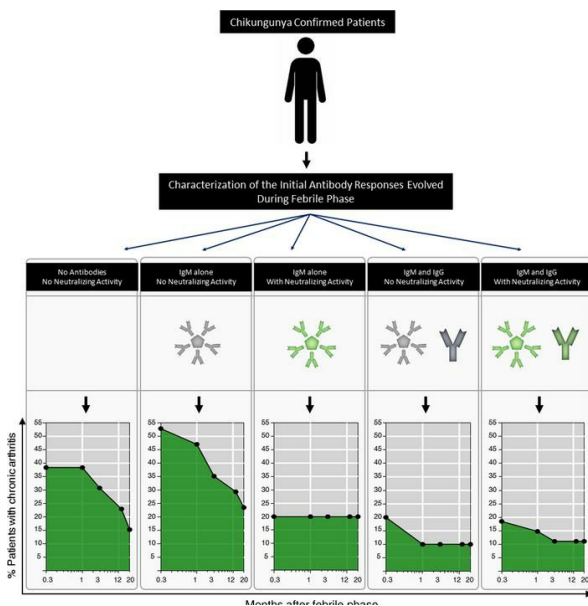 Chikungunya Confirmed Patients
Characterization of the Initial Antibody Responses Evolved
During Febrile Phase
No Antibodies
No Neutralizing Activity
IgM alone
No Neutralizing Activity
IgM alone
With Neutralizing Activity
IgM and IgG
No Neutralizing Activity
IgM and IgG
With Neutralizing Activity
% Patients with chronic arthritis
55
50
45
40
35
30
25
20
15
10
5
0.3 1 3 12 20
55
50
45
40
35
30
25
20
15
10
5
0.3 1 3 12 20
55
50
45
40
35
30
25
20
15
10
5
0.3 1 3 12 20
55
50
45
40
35
30
25
20
15
10
5
0.3 1 3 12 20
55
50
45
40
35
30
25
20
15
10
5
0.3 1 3 12 20
Months after febrile phase